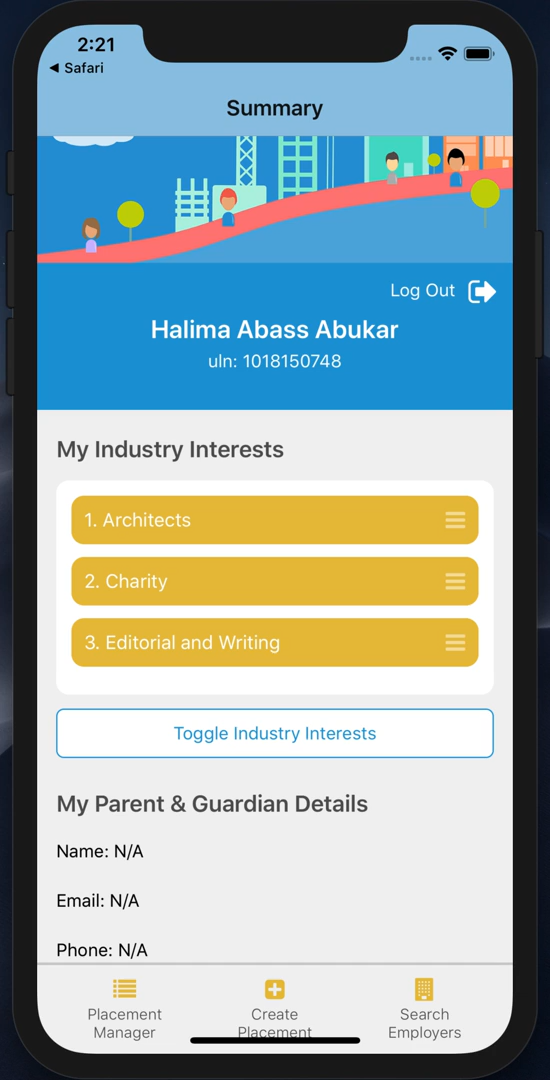 2:21
◀ Safari
Summary
Log Out
Halima Abass Abukar
uln: 1018150748
My Industry Interests
1. Architects
2. Charity
3. Editorial and Writing
Toggle Industry Interests
My Parent & Guardian Details
Name: N/A
Email: N/A
Phone: N/A
Placement
Manager
Create
Placement
Search
Employers